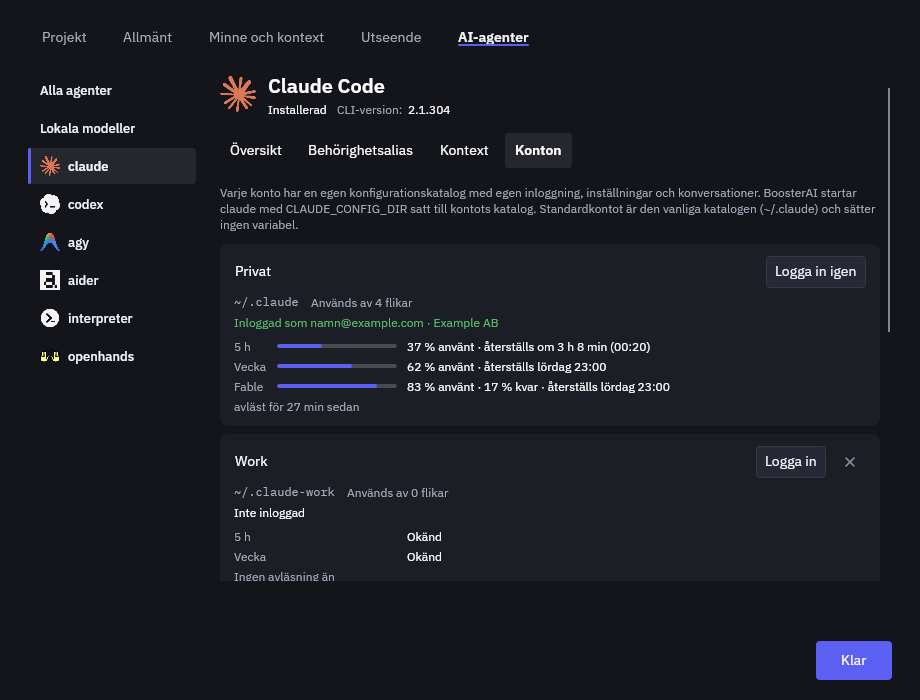 Projekt
Allmänt
Minne och kontext
Utseende
AI-agenter
Alla agenter
Lokala modeller
claude
codex
agy
aider
interpreter
openhands
Claude Code
Installerad CLI-version: 2.1.304
Översikt
Behörighetsalias
Kontext
Konton
Varje konto har en egen konfigurationskatalog med egen inloggning, inställningar och konversationer. BoosterAI startar
claude med CLAUDE_CONFIG_DIR satt till kontots katalog. Standardkontot är den vanliga katalogen (~/.claude) och sätter
ingen variabel.
Privat
Logga in igen
~/.claude Används av 4 flikar
Inloggad som namn@example.com · Example AB
5 h 37 % använt · återställs om 3 h 8 min (00:20)
Vecka 62 % använt · återställs lördag 23:00
Fable 83 % använt · 17 % kvar · återställs lördag 23:00
avläst för 27 min sedan
Work
Logga in
~/.claude-work Används av 0 flikar
Inte inloggad
5 h Okänd
Vecka Okänd
Ingen avläsning än
Klar